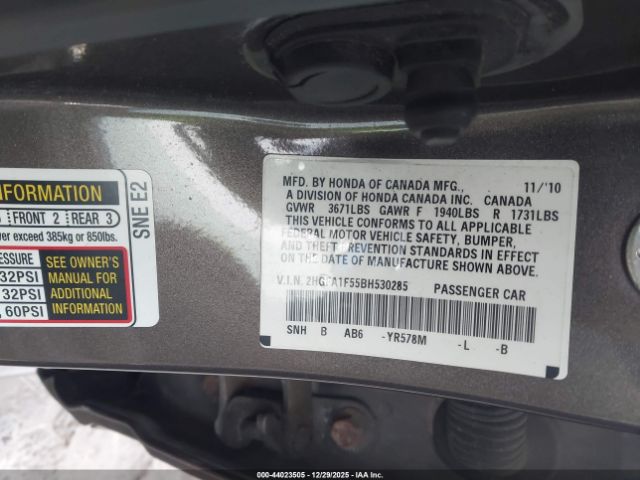 INFORMATION
FRONT 2 REAR 3
exceed 385kg or 850lbs.
SEE OWNER'S
MANUAL FOR
ADDITIONAL
INFORMATION
32PSI
32PSI
60PSI
SNE E2
MFD. BY HONDA OF CANADA MFG., 11/'10
A DIVISION OF HONDA CANADA INC. CANADA
GVWR 3671LBS GAWR F 1940LBS R 1731LBS
THIS VEHICLE CONFORMS TO ALL APPLICABLE
FEDERAL MOTOR VEHICLE SAFETY, BUMPER,
AND THEFT PREVENTION STANDARDS IN EFFECT
ON THE DATE OF MANUFACTURE SHOWN ABOVE.
V.I.N. 2HGFA1F55BH530285 PASSENGER CAR
SNH B AB6 -YR578M -L -B
000-44023505 - 12/29/2025 - IAAI Inc.